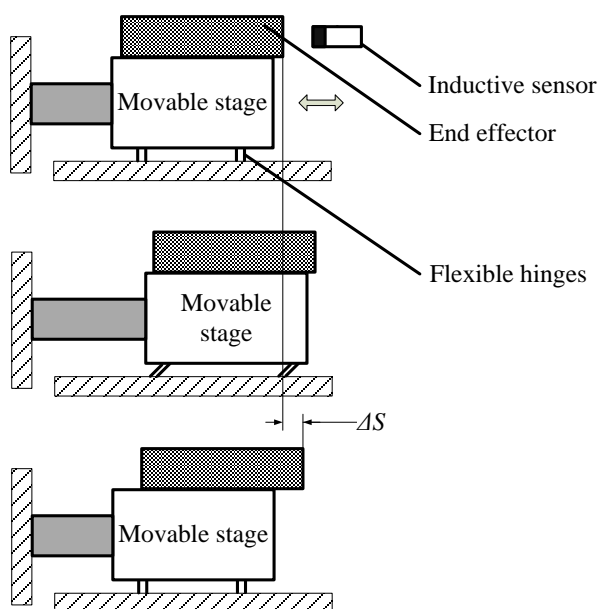 Movable stage
Inductive sensor
End effector
Movable
stage
Flexible hinges
ΔS
Movable stage